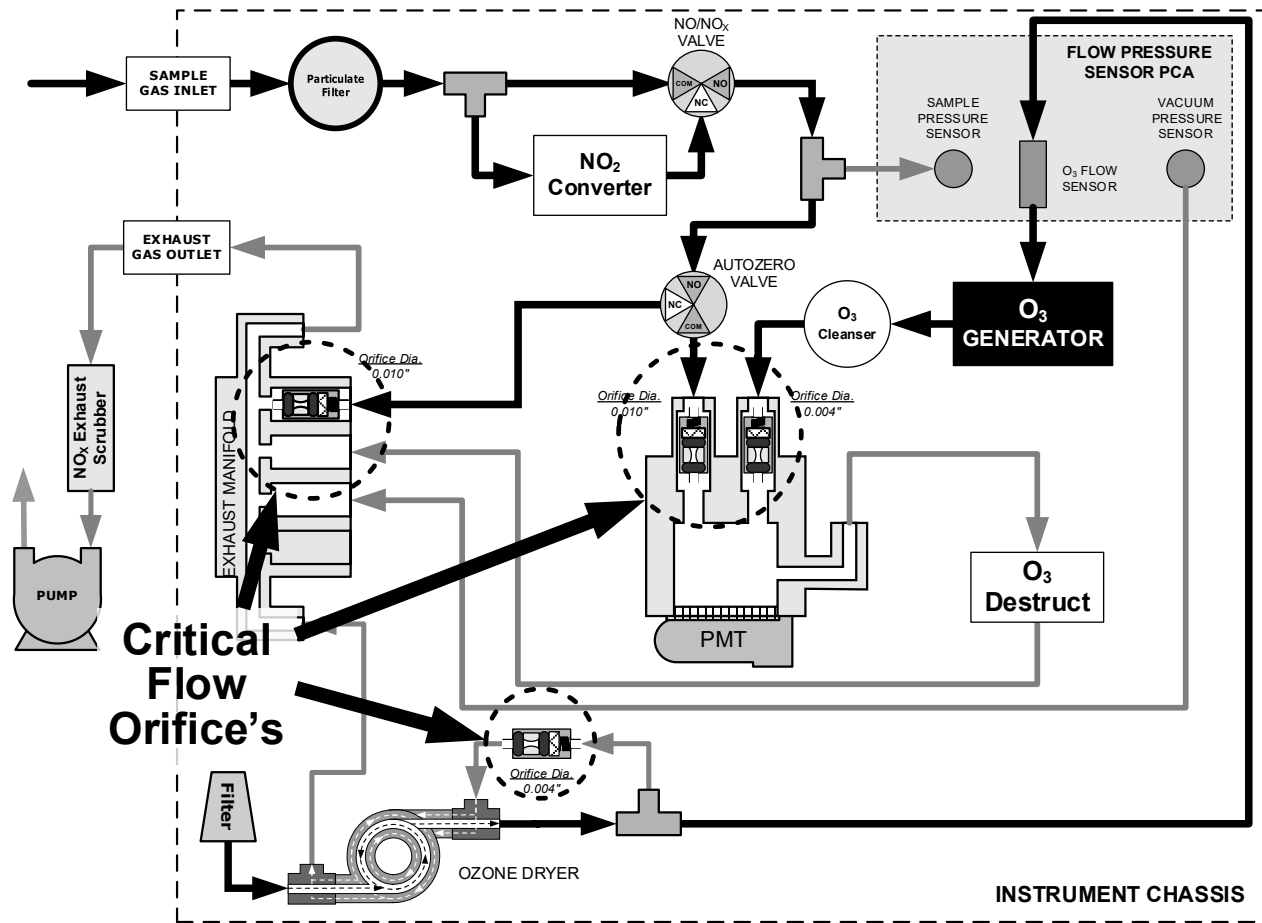 NO/NOX
VALVE
FLOW PRESSURE
SENSOR PCA
SAMPLE
GAS INLET
Particulate
Filter
COM
NO
NC
SAMPLE
PRESSURE
SENSOR
VACUUM
PRESSURE
SENSOR
NO2
Converter
O3 FLOW
SENSOR
EXHAUST
GAS OUTLET
AUTOZERO
VALVE
NO
NC
COM
O3
Cleanser
O3
GENERATOR
Orifice Dia.
0.010"
Orifice Dia.
0.010"
Orifice Dia.
0.004"
NOX Exhaust
Scrubber
EXHAUST MANIFOLD
PUMP
O3
Destruct
PMT
Critical
Flow
Orifice's
Orifice Dia.
0.004"
Filter
OZONE DRYER
INSTRUMENT CHASSIS